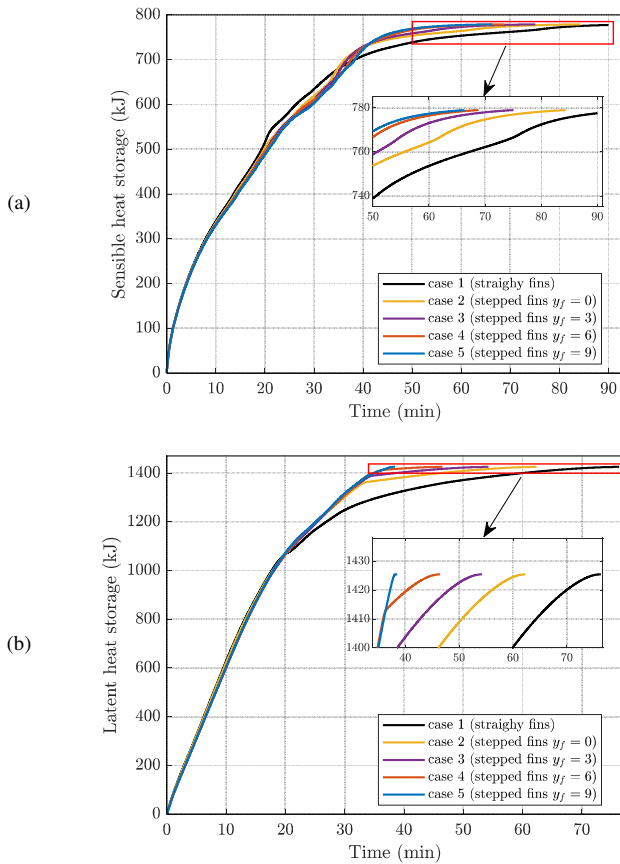 (a)
Sensible heat storage (kJ)
800
700
600
500
400
300
200
100
0
780
760
740
50 60 70 80 90
case 1 (straighy fins)
case 2 (stepped fins y_f = 0)
case 3 (stepped fins y_f = 3)
case 4 (stepped fins y_f = 6)
case 5 (stepped fins y_f = 9)
0 10 20 30 40 50 60 70 80 90
Time (min)
(b)
Latent heat storage (kJ)
1400
1200
1000
800
600
400
200
0
1430
1420
1410
1400
40 50 60 70
case 1 (straighy fins)
case 2 (stepped fins y_f = 0)
case 3 (stepped fins y_f = 3)
case 4 (stepped fins y_f = 6)
case 5 (stepped fins y_f = 9)
0 10 20 30 40 50 60 70
Time (min)